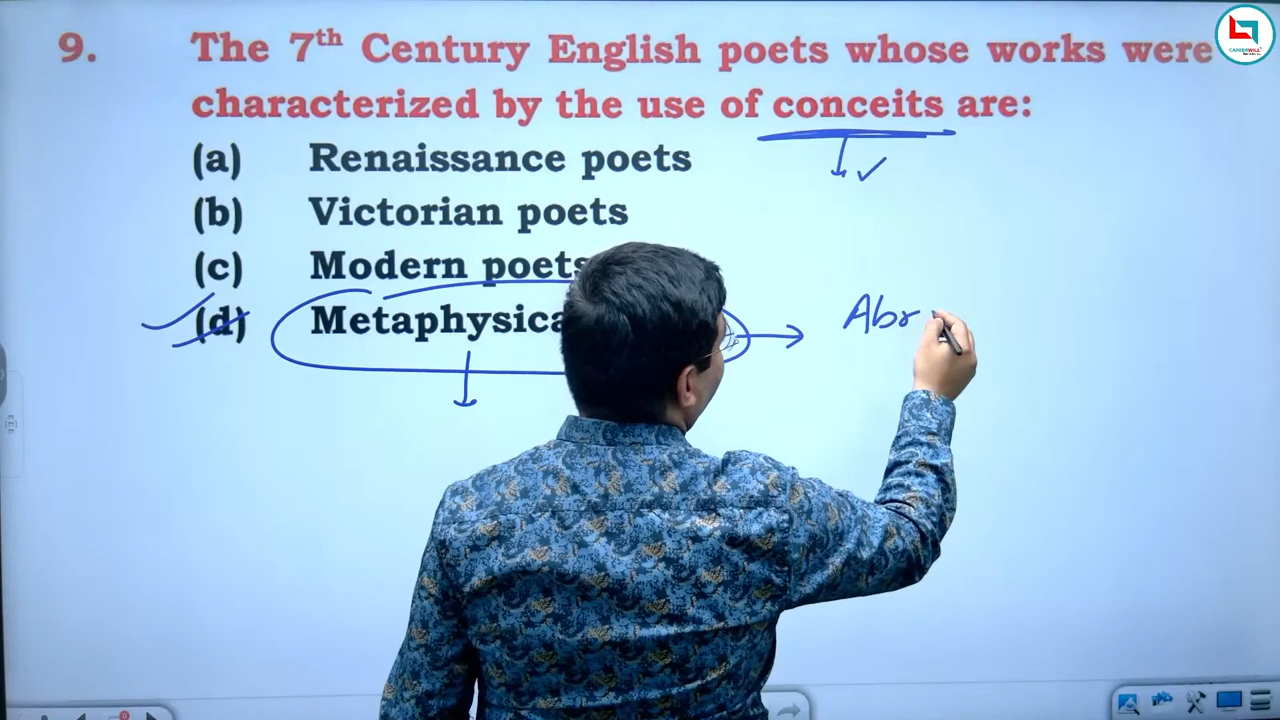 9. The 7th Century English poets whose works were
characterized by the use of conceits are:
(a) Renaissance poets
(b) Victorian poets
(c) Modern poets
(d) Metaphysica
Abr
CAREERWILL